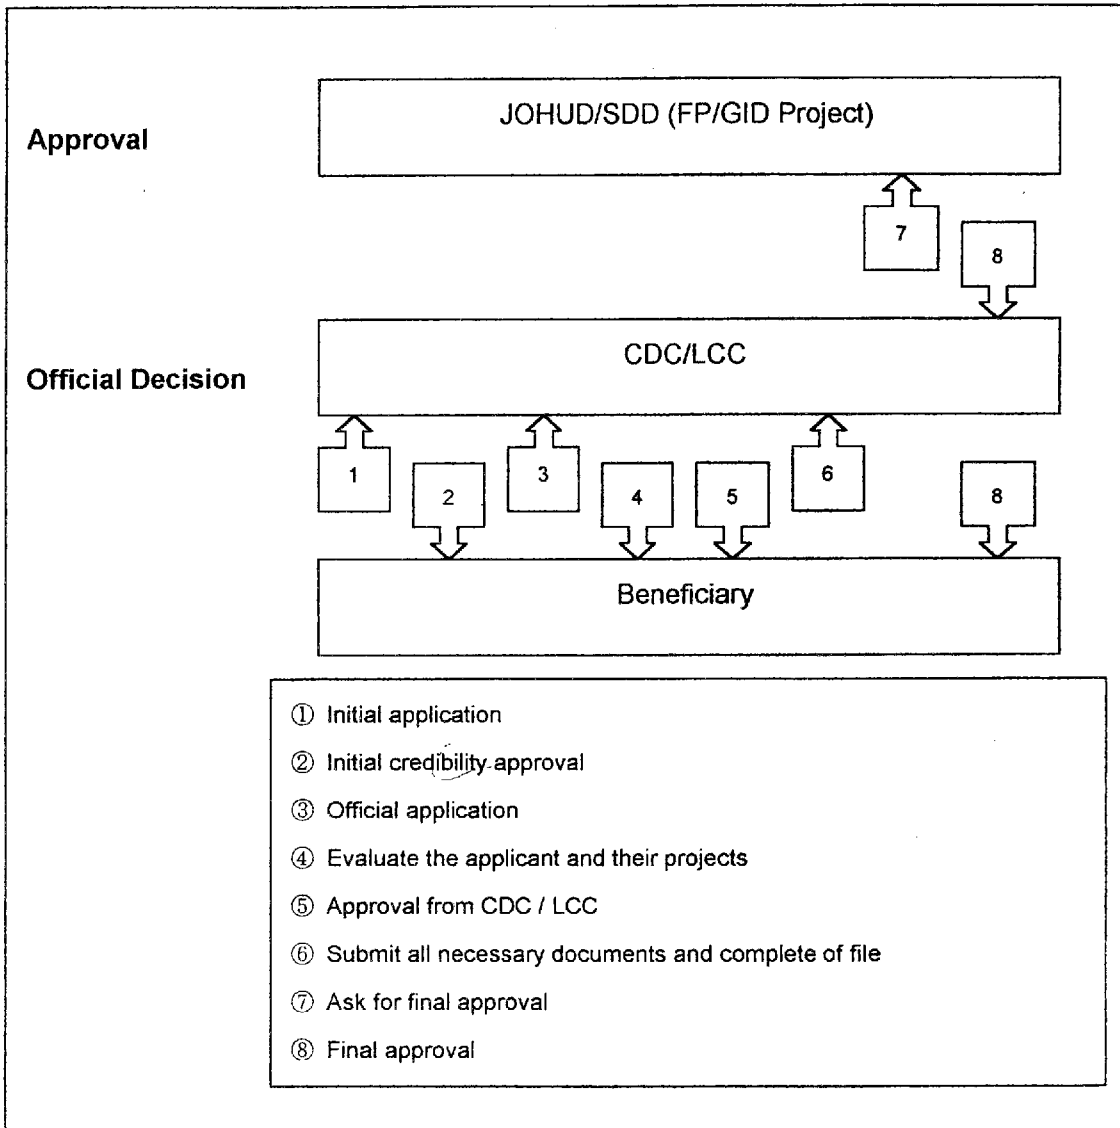 JOHUD/SDD (FP/GID Project)
Approval
7
8
CDC/LCC
Official Decision
1
2
3
4
5
6
8
Beneficiary
① Initial application
② Initial credibility approval
③ Official application
④ Evaluate the applicant and their projects
⑤ Approval from CDC / LCC
⑥ Submit all necessary documents and complete of file
⑦ Ask for final approval
⑧ Final approval